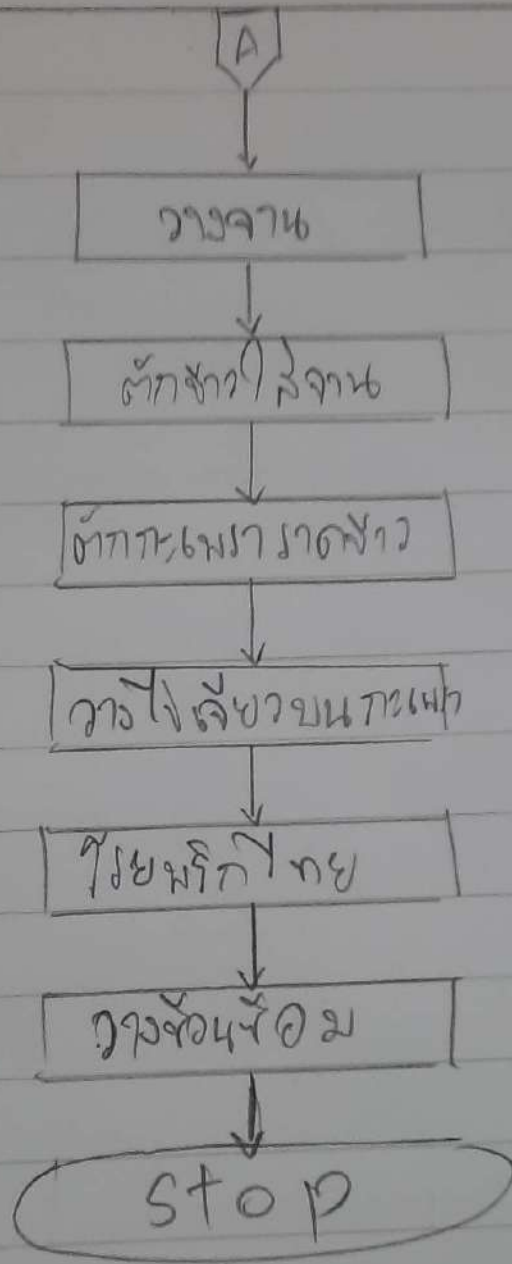 A
วางจาน
ตักข้าวใส่จาน
ตักกะเพราราดข้าว
วางไข่เจียวบนกะเพรา
โรยพริกไทย
วางช้อนซ้อม
stop